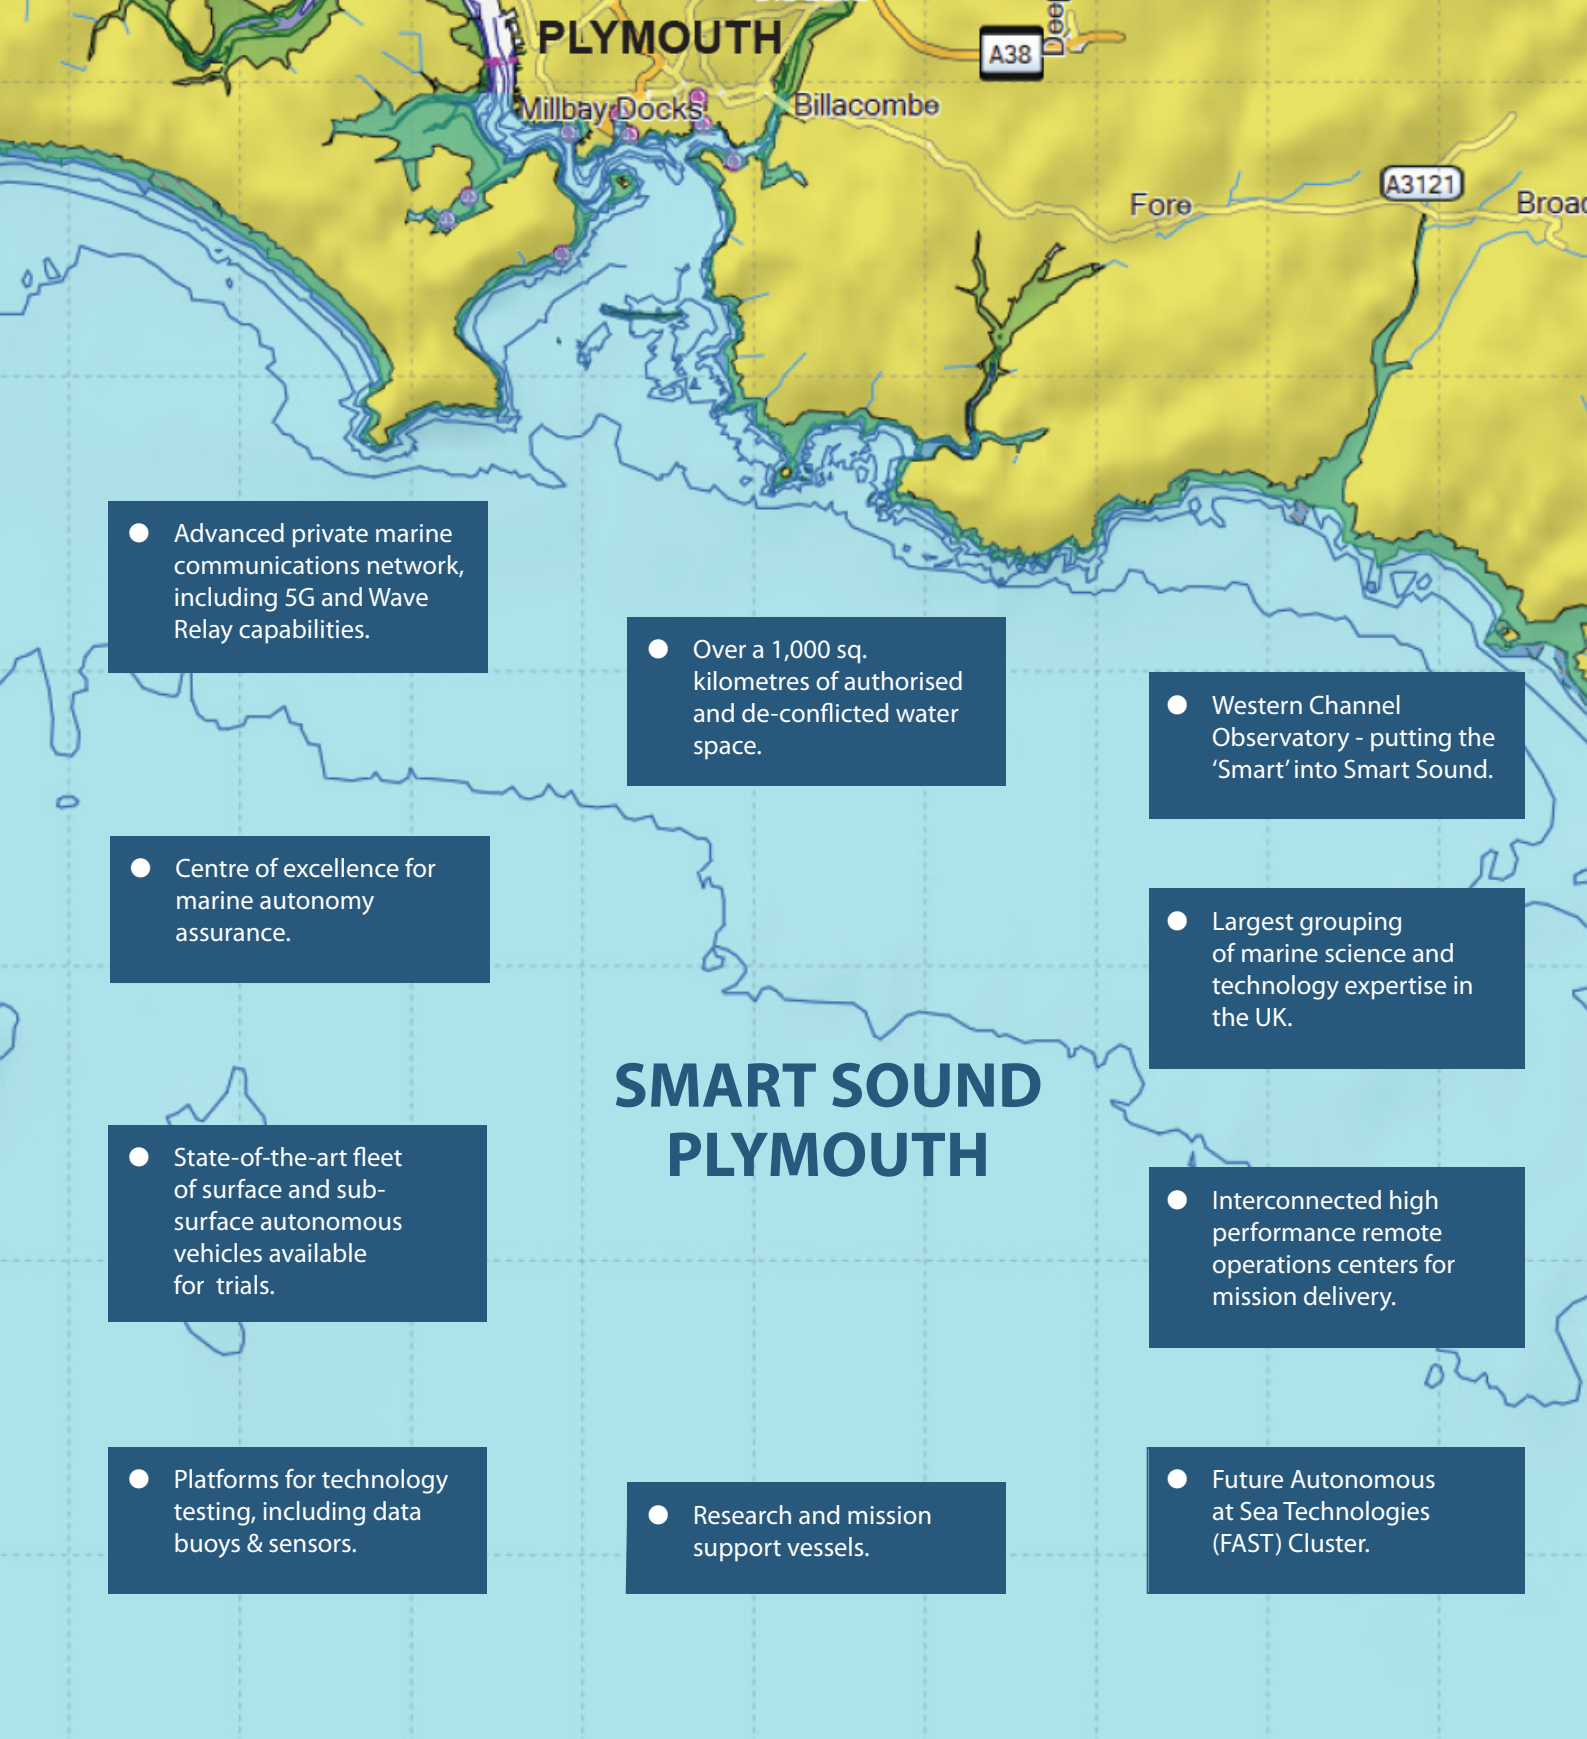 PLYMOUTH
A38
Millbay Docks
Billacombe
A3121
Fore
Advanced private marine
communications network,
including 5G and Wave
Relay capabilities.
Over a 1,000 sq.
kilometres of authorised
and de-conflicted water
space.
Western Channel
Observatory - putting the
‘Smart’ into Smart Sound.
Centre of excellence for
marine autonomy
assurance.
Largest grouping
of marine science and
technology expertise in
the UK.
SMART SOUND
PLYMOUTH
State-of-the-art fleet
of surface and sub-
surface autonomous
vehicles available
for  trials.
Interconnected high
performance remote
operations centers for
mission delivery.
Platforms for technology
testing, including data
buoys & sensors.
Research and mission
support vessels.
Future Autonomous
at Sea Technologies
(FAST) Cluster.